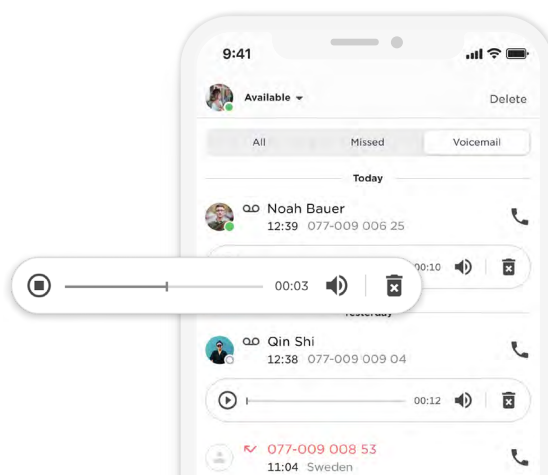 9:41
Available
Delete
All
Missed
Voicemail
Today
Noah Bauer
12:39 077-009 006 25
00:10
00:03
Yesterday
Qin Shi
12:38 077-009 009 04
00:12
077-009 008 53
11:04 Sweden